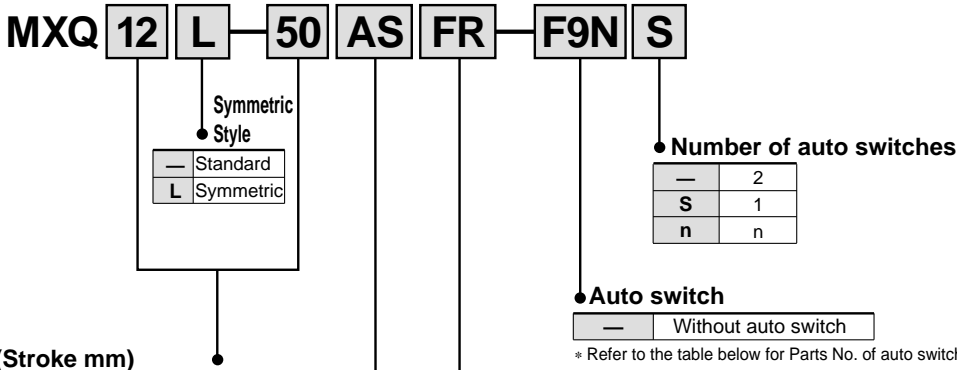 MXQ 12 L — 50 AS FR — F9N S
Symmetric
Style
— Standard
L Symmetric
Number of auto switches
— 2
S 1
n n
Auto switch
— Without auto switch
∗ Refer to the table below for Parts No. of auto switch
(Stroke mm)